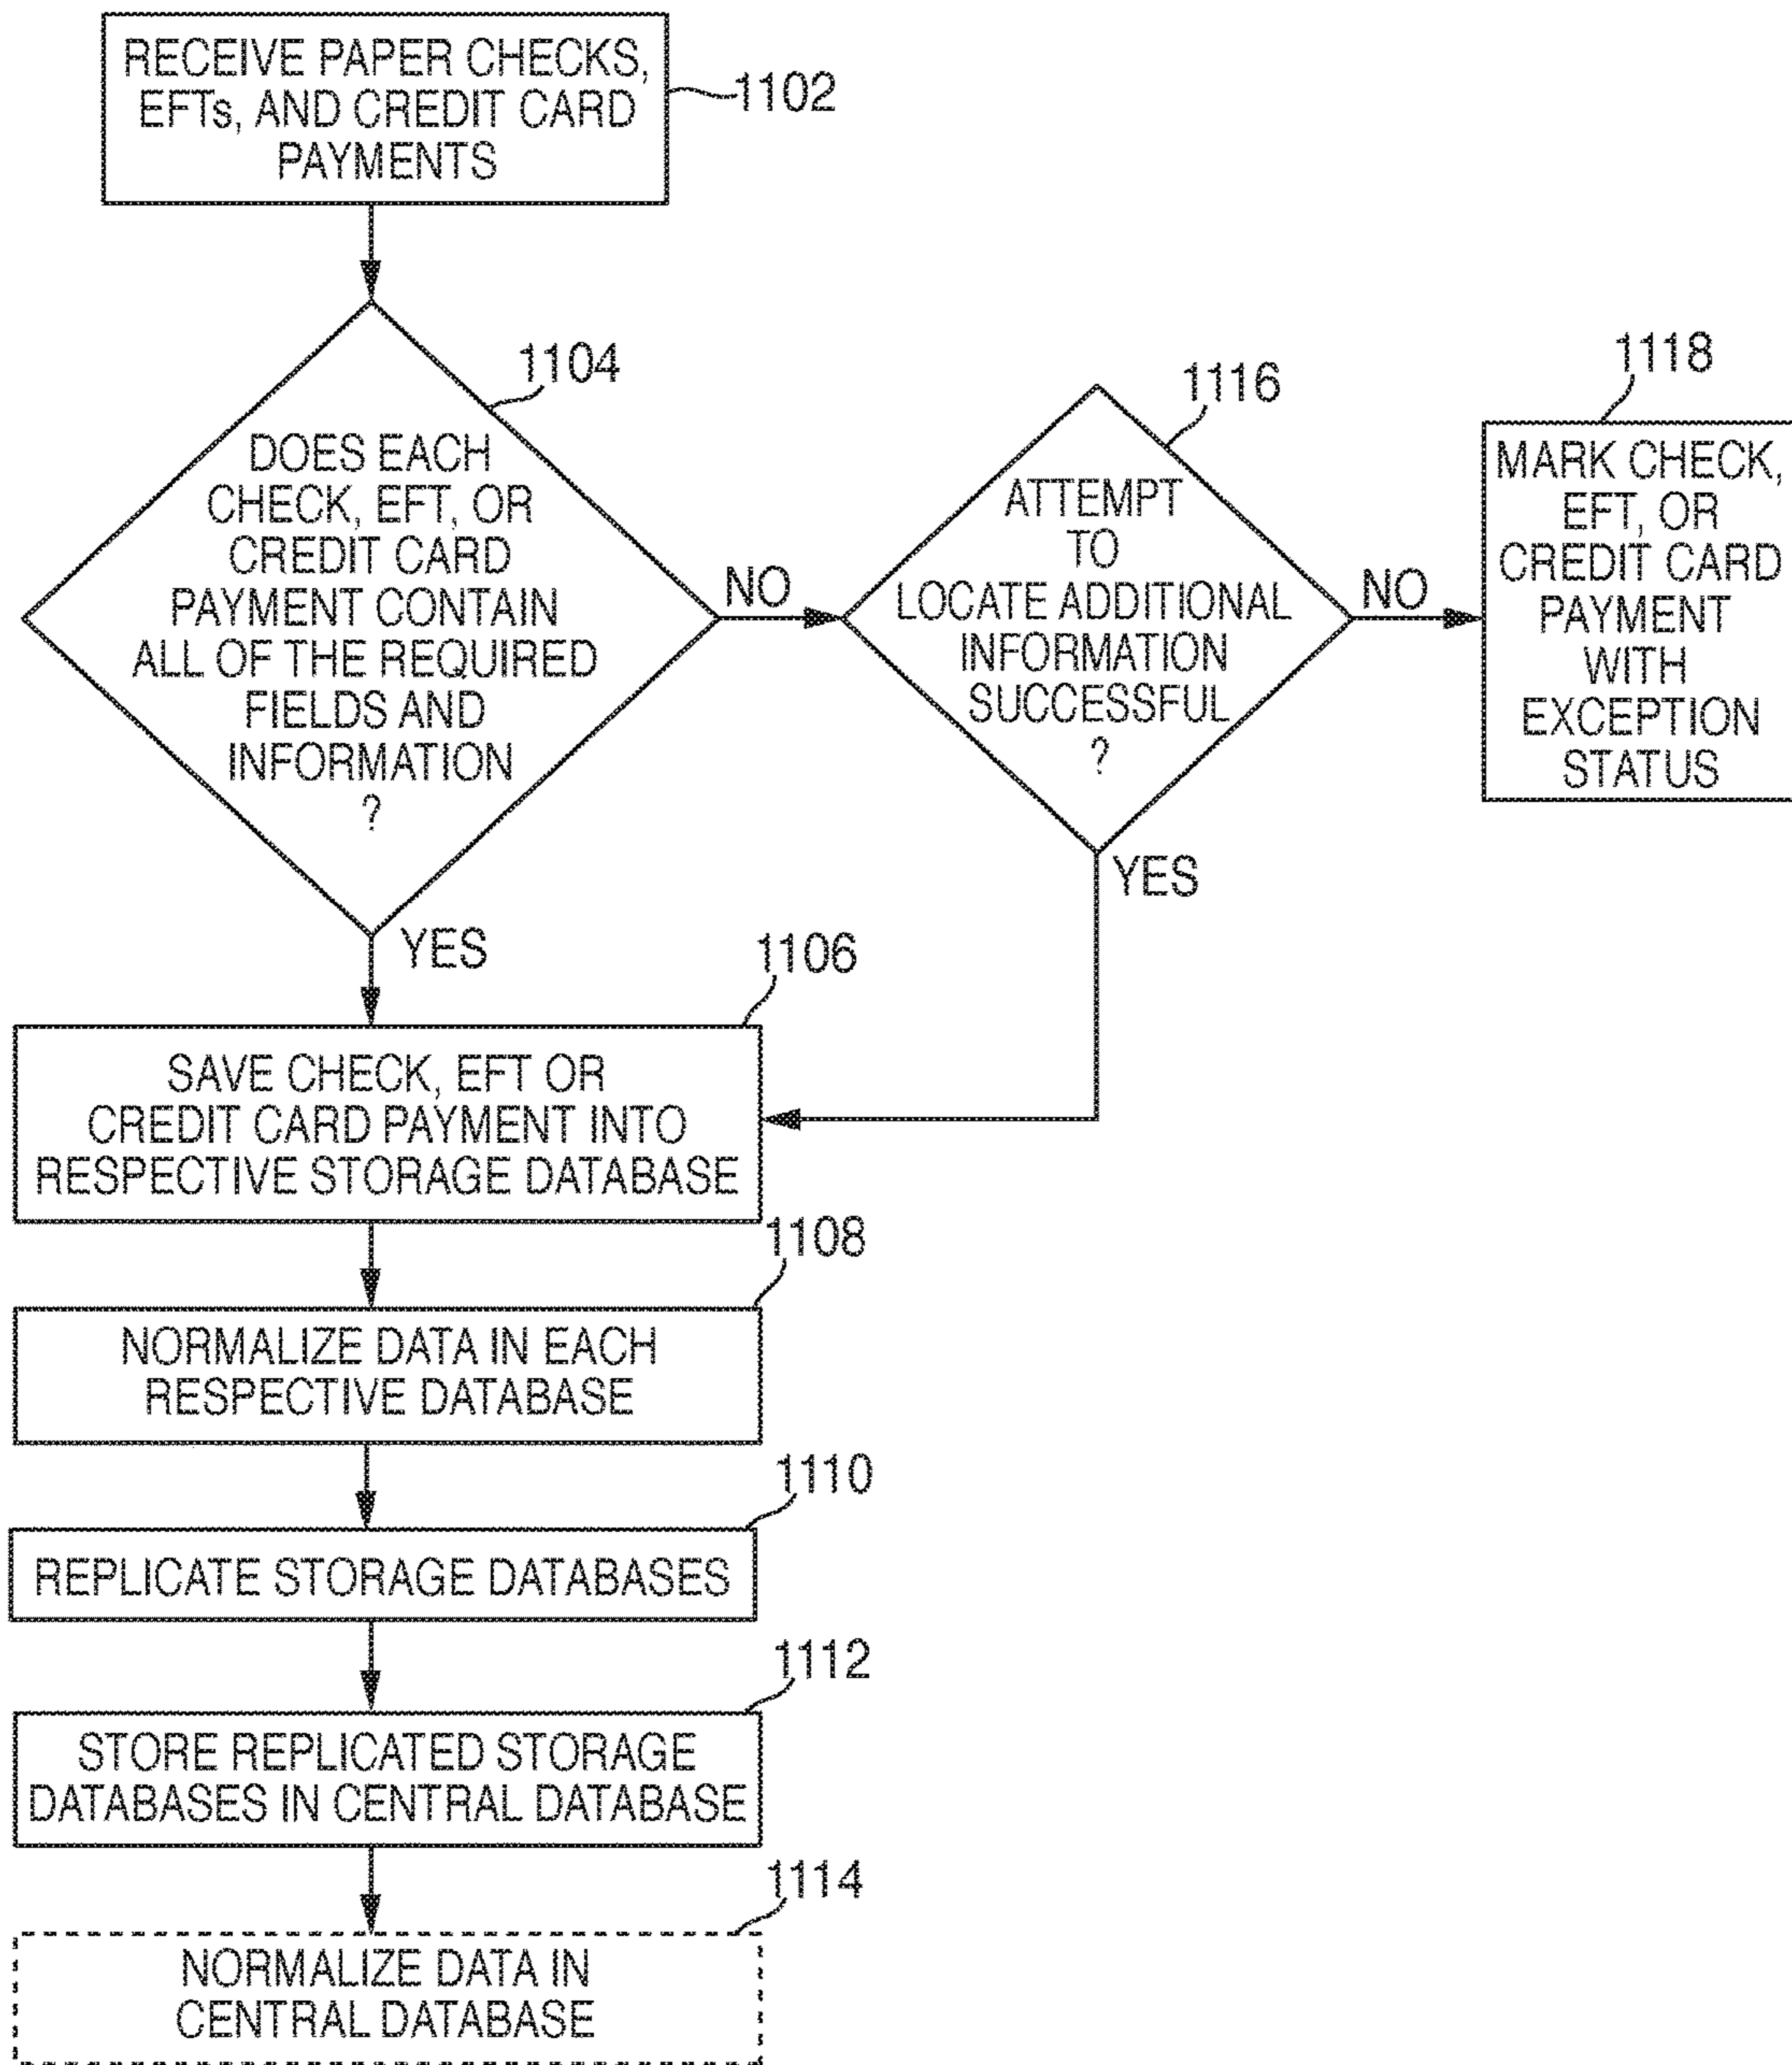 RECEIVE PAPER CHECKS,
EFTs, AND CREDIT CARD
PAYMENTS
1102
1104
DOES EACH
CHECK, EFT, OR
CREDIT CARD
PAYMENT CONTAIN
ALL OF THE REQUIRED
FIELDS AND
INFORMATION
?
NO
1116
ATTEMPT
TO
LOCATE ADDITIONAL
INFORMATION
SUCCESSFUL
?
NO
1118
MARK CHECK,
EFT, OR
CREDIT CARD
PAYMENT
WITH
EXCEPTION
STATUS
YES
YES
1106
SAVE CHECK, EFT OR
CREDIT CARD PAYMENT INTO
RESPECTIVE STORAGE DATABASE
1108
NORMALIZE DATA IN EACH
RESPECTIVE DATABASE
1110
REPLICATE STORAGE DATABASES
1112
STORE REPLICATED STORAGE
DATABASES IN CENTRAL DATABASE
1114
NORMALIZE DATA IN
CENTRAL DATABASE